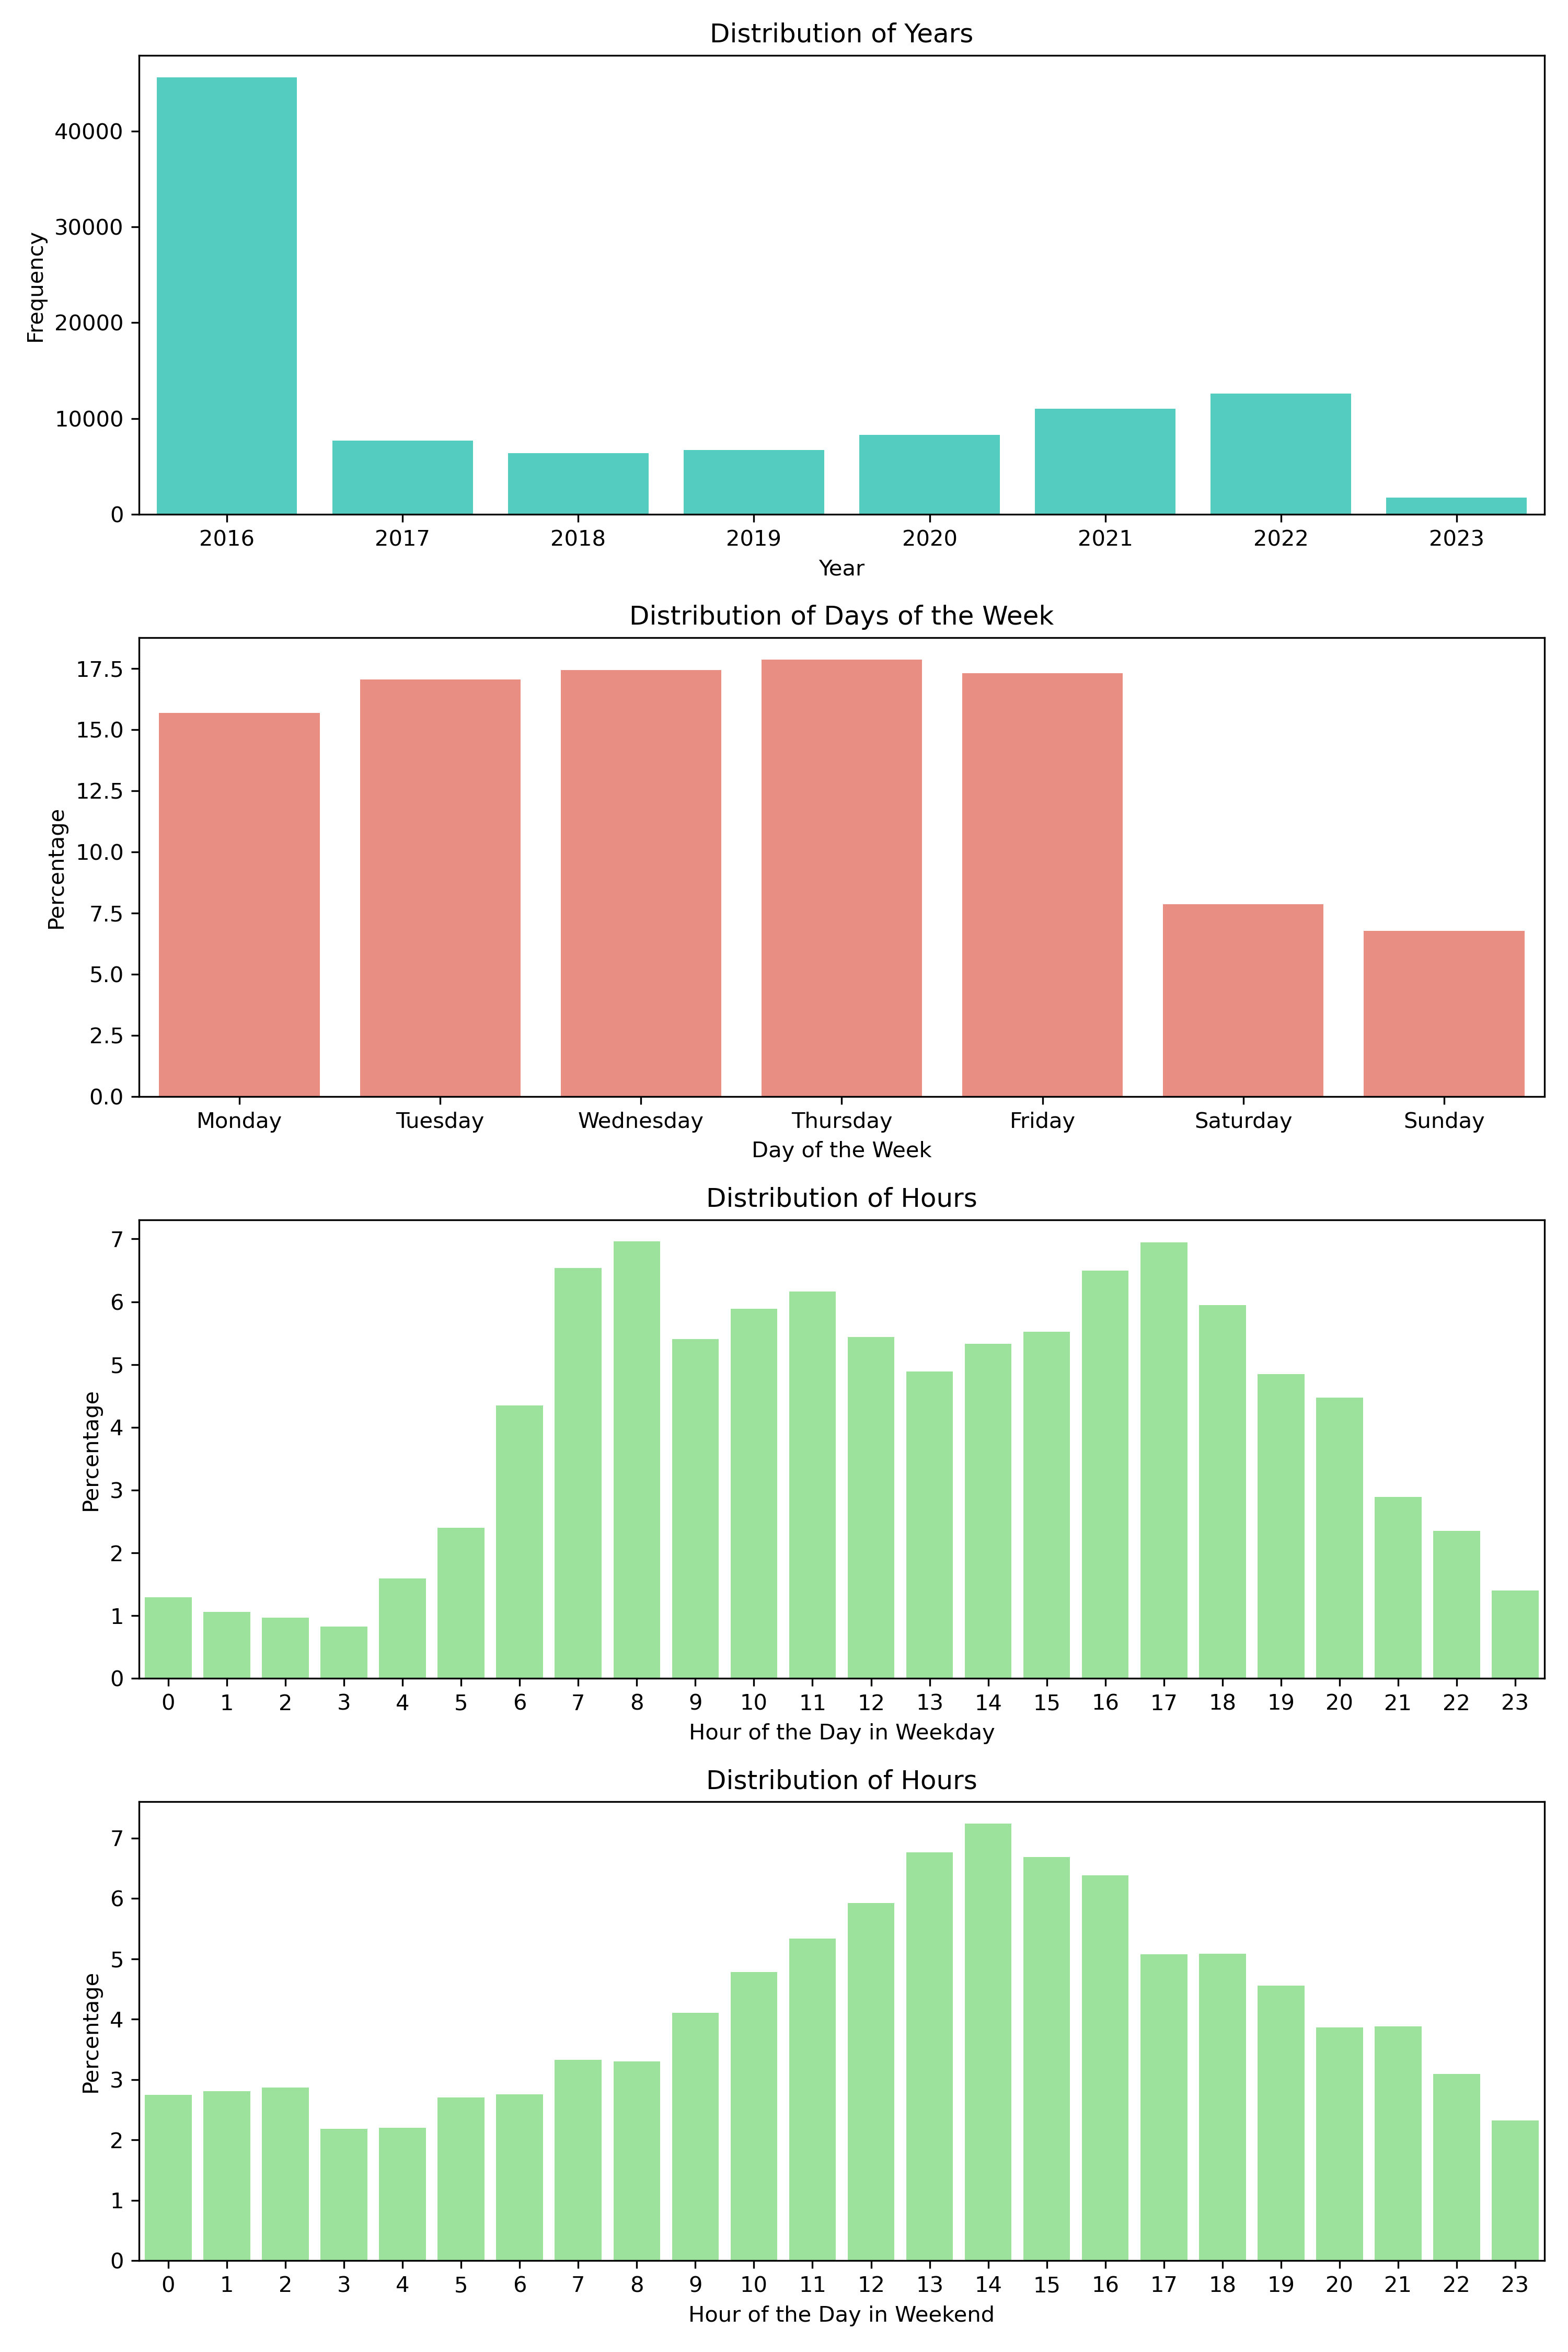 Distribution of Years
40000
30000
20000
10000
0
Frequency
2016 2017 2018 2019 2020 2021 2022 2023
Year
Distribution of Days of the Week
17.5
15.0
12.5
10.0
7.5
5.0
2.5
0.0
Percentage
Monday Tuesday Wednesday Thursday Friday Saturday Sunday
Day of the Week
Distribution of Hours
7
6
5
4
3
2
1
0
Percentage
0 1 2 3 4 5 6 7 8 9 10 11 12 13 14 15 16 17 18 19 20 21 22 23
Hour of the Day in Weekday
Distribution of Hours
7
6
5
4
3
2
1
0
Percentage
0 1 2 3 4 5 6 7 8 9 10 11 12 13 14 15 16 17 18 19 20 21 22 23
Hour of the Day in Weekend